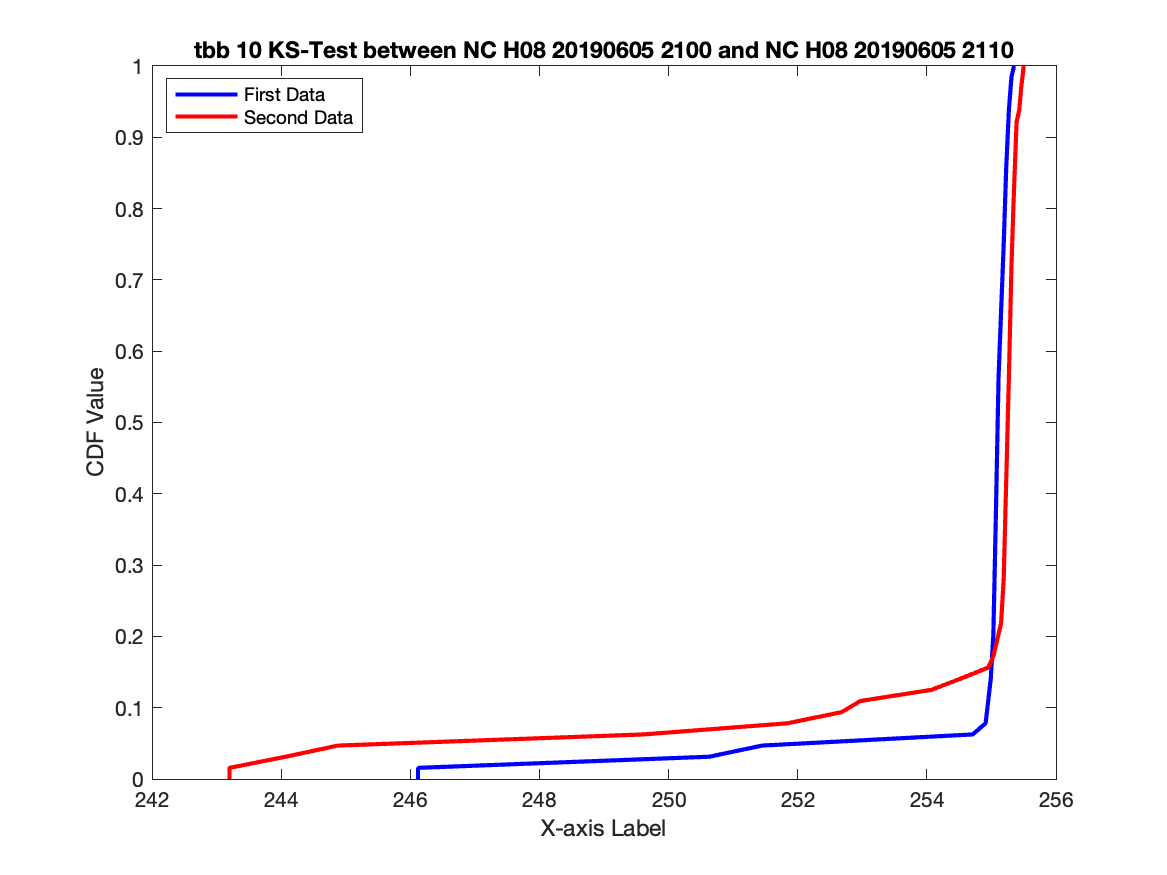 tbb 10 KS-Test between NC H08 20190605 2100 and NC H08 20190605 2110
First Data
Second Data
1
0.9
0.8
0.7
0.6
0.5
0.4
0.3
0.2
0.1
0
CDF Value
242 244 246 248 250 252 254 256
X-axis Label